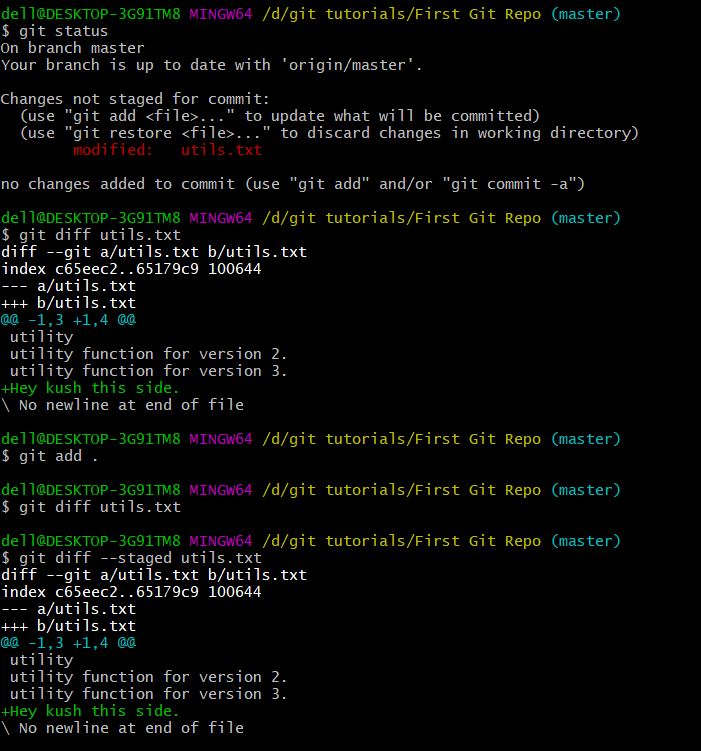 dell@DESKTOP-3G91TM8 MINGW64 /d/git tutorials/First Git Repo (master)
$ git status
On branch master
Your branch is up to date with 'origin/master'.

Changes not staged for commit:
  (use "git add <file>..." to update what will be committed)
  (use "git restore <file>..." to discard changes in working directory)
        modified:   utils.txt

no changes added to commit (use "git add" and/or "git commit -a")

dell@DESKTOP-3G91TM8 MINGW64 /d/git tutorials/First Git Repo (master)
$ git diff utils.txt
diff --git a/utils.txt b/utils.txt
index c65eec2..65179c9 100644
--- a/utils.txt
+++ b/utils.txt
@@ -1,3 +1,4 @@
 utility
 utility function for version 2.
 utility function for version 3.
+Hey kush this side.
\ No newline at end of file

dell@DESKTOP-3G91TM8 MINGW64 /d/git tutorials/First Git Repo (master)
$ git add .

dell@DESKTOP-3G91TM8 MINGW64 /d/git tutorials/First Git Repo (master)
$ git diff utils.txt

dell@DESKTOP-3G91TM8 MINGW64 /d/git tutorials/First Git Repo (master)
$ git diff --staged utils.txt
diff --git a/utils.txt b/utils.txt
index c65eec2..65179c9 100644
--- a/utils.txt
+++ b/utils.txt
@@ -1,3 +1,4 @@
 utility
 utility function for version 2.
 utility function for version 3.
+Hey kush this side.
\ No newline at end of file